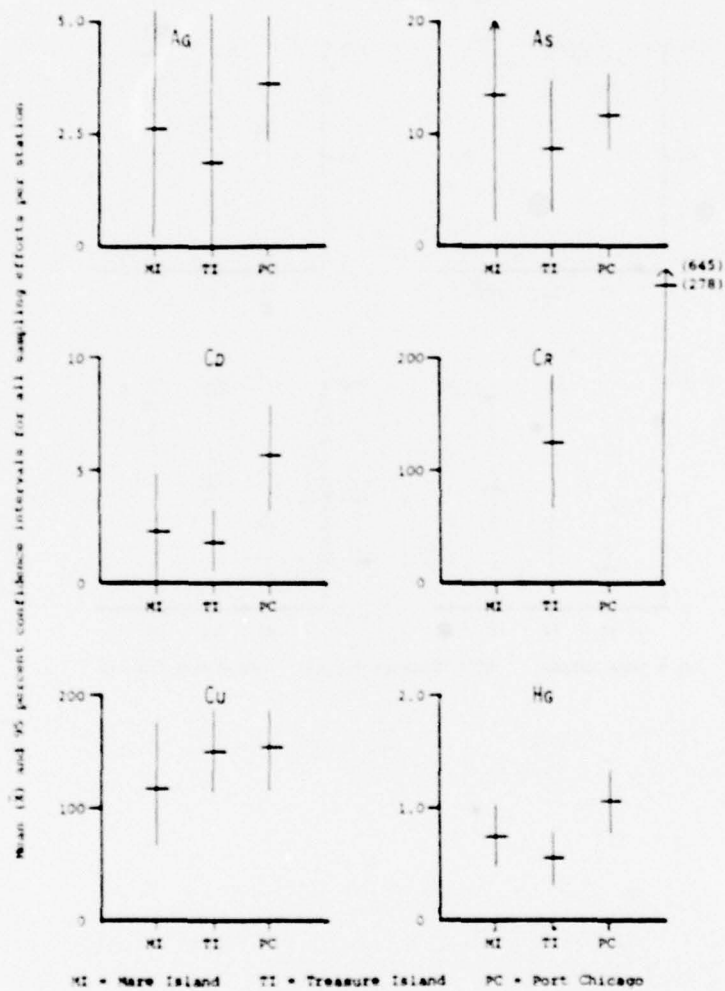 Mean (X̄) and 95 percent confidence intervals for all sampling efforts per station
Ag
5.0
2.5
0
MI TI PC
As
20
10
0
MI TI PC
Cd
10
5
0
MI TI PC
Cr
(645)
(278)
200
100
0
MI TI PC
Cu
200
100
0
MI TI PC
Hg
2.0
1.0
0
MI TI PC
MI = Mare Island TI = Treasure Island PC = Port Chicago